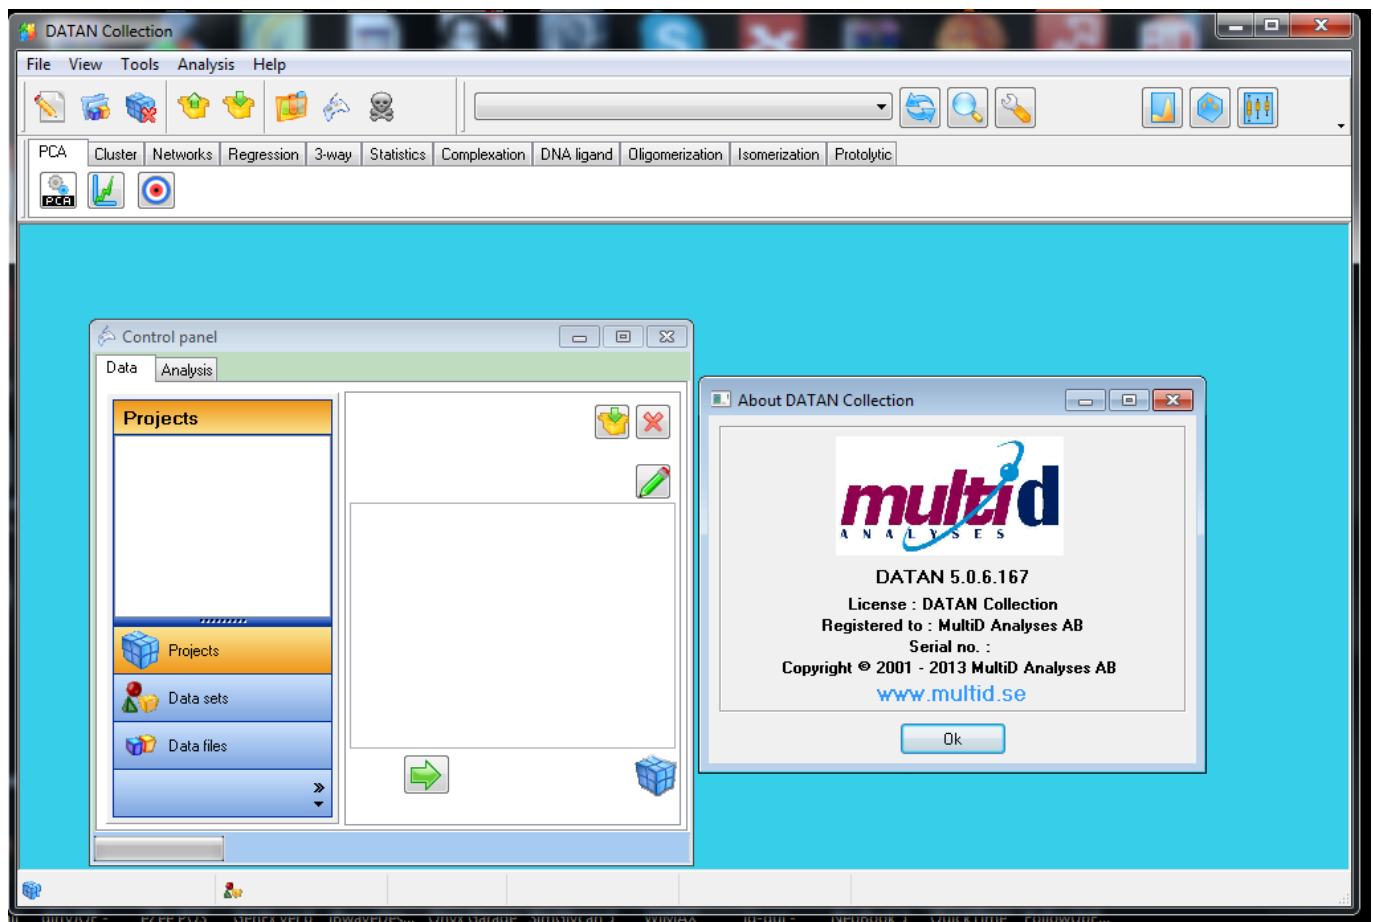 DATAN Collection
File View Tools Analysis Help
PCA Cluster Networks Regression 3-way Statistics Complexation DNA ligand Oligomerization Isomerization Protolytic
PCA
Control panel
Data Analysis
Projects
Projects
Data sets
Data files
About DATAN Collection
multid
ANALYSES
DATAN 5.0.6.167
License : DATAN Collection
Registered to : MultiD Analyses AB
Serial no. :
Copyright © 2001 - 2013 MultiD Analyses AB
www.multid.se
Ok